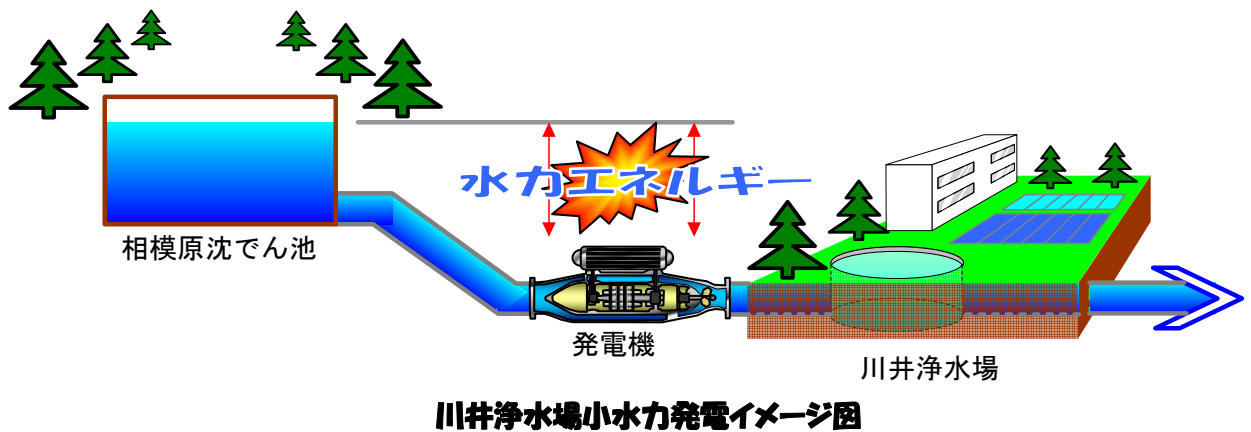 水力エネルギー
相模原沈でん池
発電機
川井浄水場
川井浄水場小水力発電イメージ図